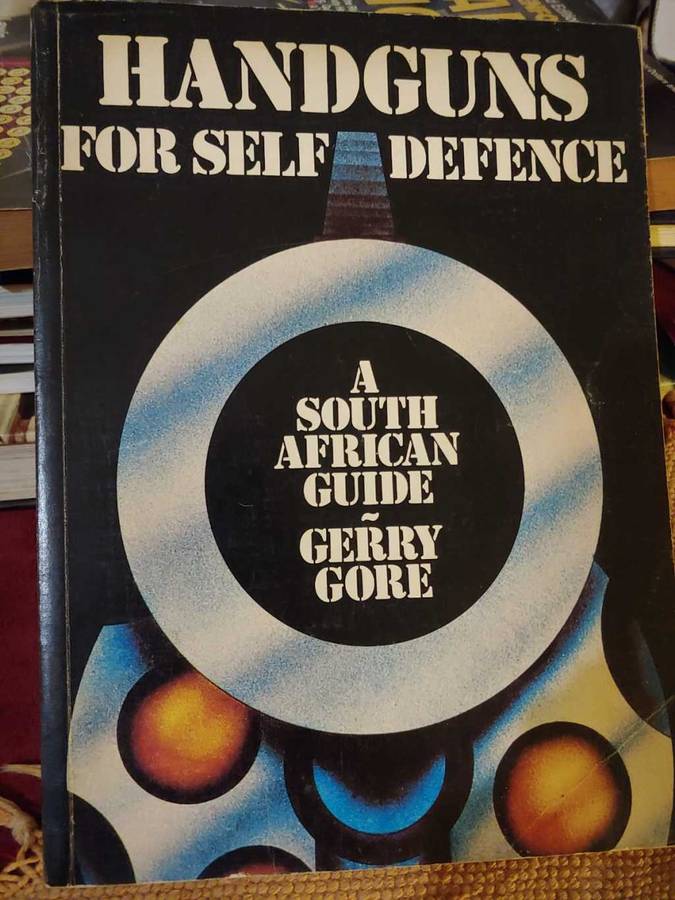 HANDGUNS
FOR SELF DEFENCE
A
SOUTH
AFRICAN
GUIDE
~
GERRY
GORE